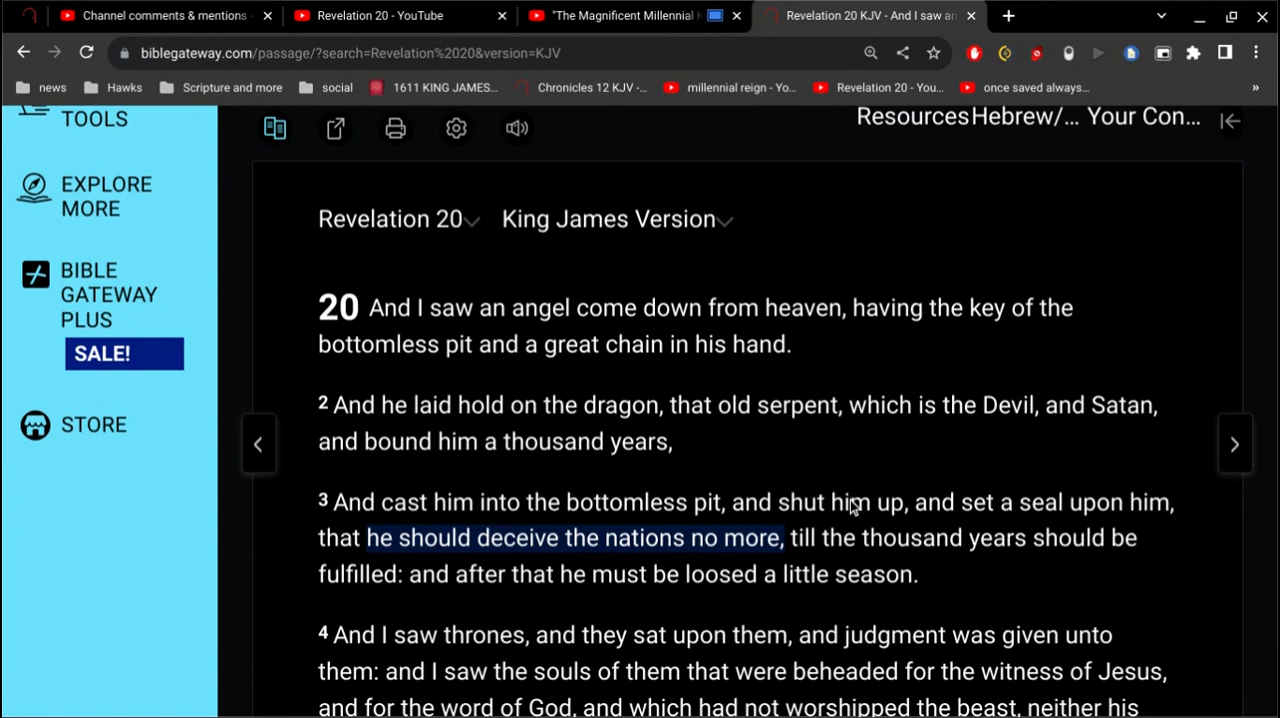 Channel comments & mentions
Revelation 20 - YouTube
"The Magnificent Millennial
Revelation 20 KJV - And I saw an
biblegateway.com/passage/?search=Revelation%2020&version=KJV
news
Hawks
Scripture and more
social
1611 KING JAMES...
Chronicles 12 KJV -...
millennial reign - Yo...
Revelation 20 - You...
once saved always...
»
TOOLS
EXPLORE
MORE
BIBLE
GATEWAY
PLUS
SALE!
STORE
Resources Hebrew/... Your Con...
Revelation 20 King James Version
20 And I saw an angel come down from heaven, having the key of the
bottomless pit and a great chain in his hand.
2 And he laid hold on the dragon, that old serpent, which is the Devil, and Satan,
and bound him a thousand years,
3 And cast him into the bottomless pit, and shut him up, and set a seal upon him,
that he should deceive the nations no more, till the thousand years should be
fulfilled: and after that he must be loosed a little season.
4 And I saw thrones, and they sat upon them, and judgment was given unto
them: and I saw the souls of them that were beheaded for the witness of Jesus,
and for the word of God, and which had not worshipped the beast, neither his